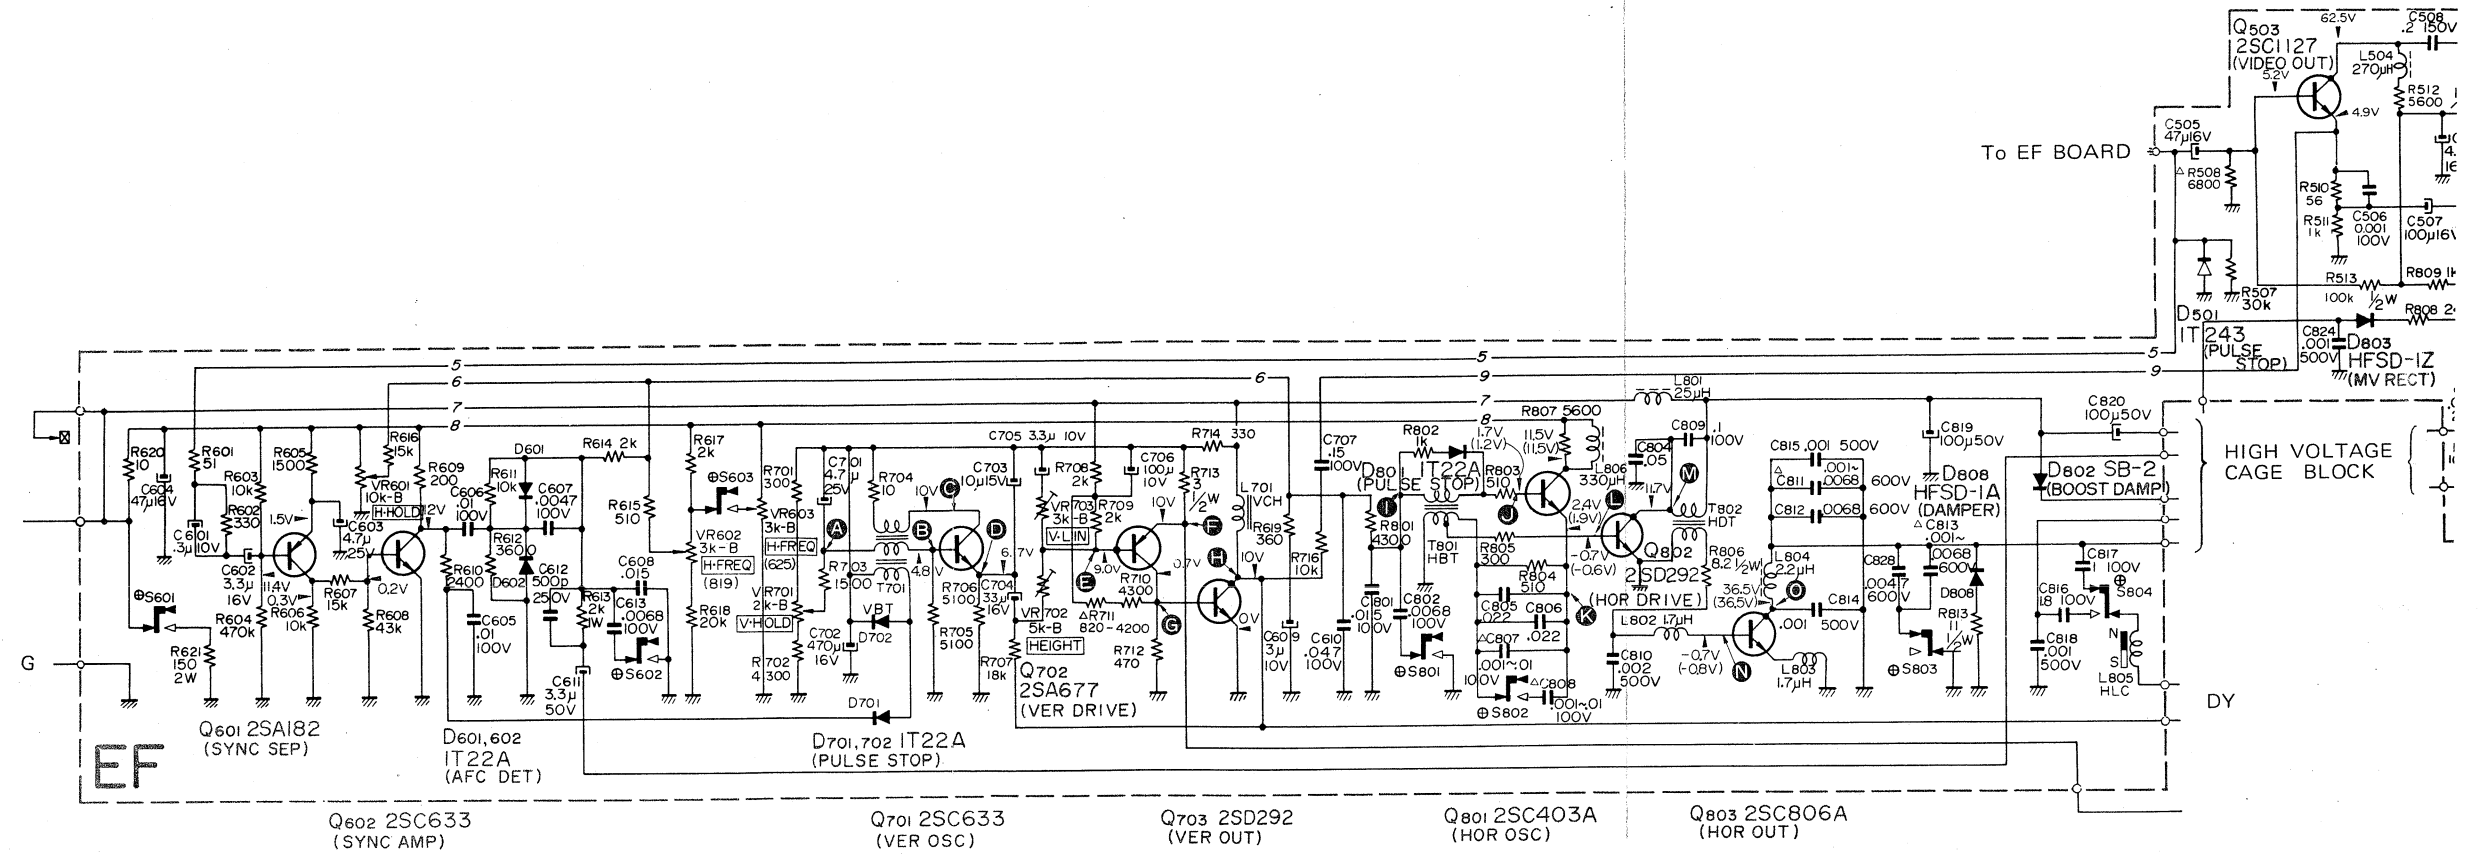 Q503
2SC1127
(VIDEO OUT)
62.5V
C508
.2 150V
L504
270μH
5.2V
R512
5600
4.9V
To EF BOARD
C505
47μ16V
△R508
6800
R510
56
R511
1k
C506
0.001
100V
C507
100μ16V
R513
100k
1/2W
R809
R507
30k
D501
1T243
(PULSE
STOP)
C824
.001
500V
R808
D803
HFSD-1Z
(MV RECT)
5
5
5
6
6
9
9
7
7
8
8
L801
25μH
C820
100μ50V
HIGH VOLTAGE
CAGE BLOCK
R620
10
C604
47μ16V
R601
51
R603
10k
R602
330
R605
1500
R616
15k
VR601
10k-B
H·HOLD
R609
200
C606
.01
100V
R611
10k
D601
C607
.0047
100V
R614 2k
R615
510
R617
2k
⊕S603
VR602
3k-B
H·FREQ
(819)
R701
300
VR603
3k-B
H·FREQ
(625)
C701
4.7μ
25V
R704
10
10V
C
C705 3.3μ 10V
C703
10μ15V
VR703
3k-B
V·LIN
R708
2k
R709
2k
C706
100μ
10V
R713
3
1/2W
R714 330
L701
VCH
C707
.15
100V
R619
360
R716
10k
R802
1k
1.7V
(1.2V)
D801
1T22A
(PULSE STOP)
R807 5600
11.5V
(11.5V)
R803
510
L806
330μH
C804
.05
C809 .1
100V
C815 .001 500V
△
C811
.001~
.0068
600V
C812
.0068 600V
C819
100μ50V
D808
HFSD-1A
(DAMPER)
D802 SB-2
(BOOST DAMP)
C601
3μ10V
1.5V
C603
4.7μ
25V
12V
C602
3.3μ
16V
11.4V
0.3V
R607
15k
0.2V
R612
3600
D602
C612
500p
250V
R610
2400
R613
2k
1W
C608
.015
C613
.0068
100V
⊕S601
R604
470k
R606
10k
R608
43k
C605
.01
100V
R618
20k
⊕S602
R621
150
2W
G
C611
3.3μ
50V
A
B
D
4.8V
6.7V
R703
1500
T701
VR701
2k-B
V·HOLD
VBT
D702
C702
470μ
16V
R702
4300
R706
5100
R705
5100
C704
33μ
16V
VR702
5k-B
HEIGHT
R707
18k
D701
E
9.0V
10V
F
0.7V
R710
4300
△R711
820-4200
G
R712
470
H
10V
0V
Q702
2SA677
(VER DRIVE)
C609
3μ
10V
C610
.047
100V
I
R801
4300
T801
HBT
J
2.4V
(1.9V)
L
-0.7V
(-0.6V)
R805
300
R804
510
C801
.015
100V
C802
.0068
100V
⊕S801
C805
.022
C806
.022
K
△C807
.001~.01
100V
△C808
.001~.01
100V
⊕S802
M
11.7V
T802
HDT
Q802
2SD292
(HOR DRIVE)
R806
8.2 1/2W
L802 1.7μH
C810
.002
500V
-0.7V
(-0.8V)
N
L804
2.2μH
36.5V
(36.5V)
O
L803
1.7μH
C814
.001
500V
C828
.0047
600V
△
C813
.001~
.0068
600V
D808
R813
11
1/2W
⊕S803
C817
1 100V
⊕
S804
C816
1.8 100V
C818
.001
500V
N
S
L805
HLC
DY
EF
Q601 2SA182
(SYNC SEP)
D601,602
1T22A
(AFC DET)
D701,702 1T22A
(PULSE STOP)
Q602 2SC633
(SYNC AMP)
Q701 2SC633
(VER OSC)
Q703 2SD292
(VER OUT)
Q801 2SC403A
(HOR OSC)
Q803 2SC806A
(HOR OUT)